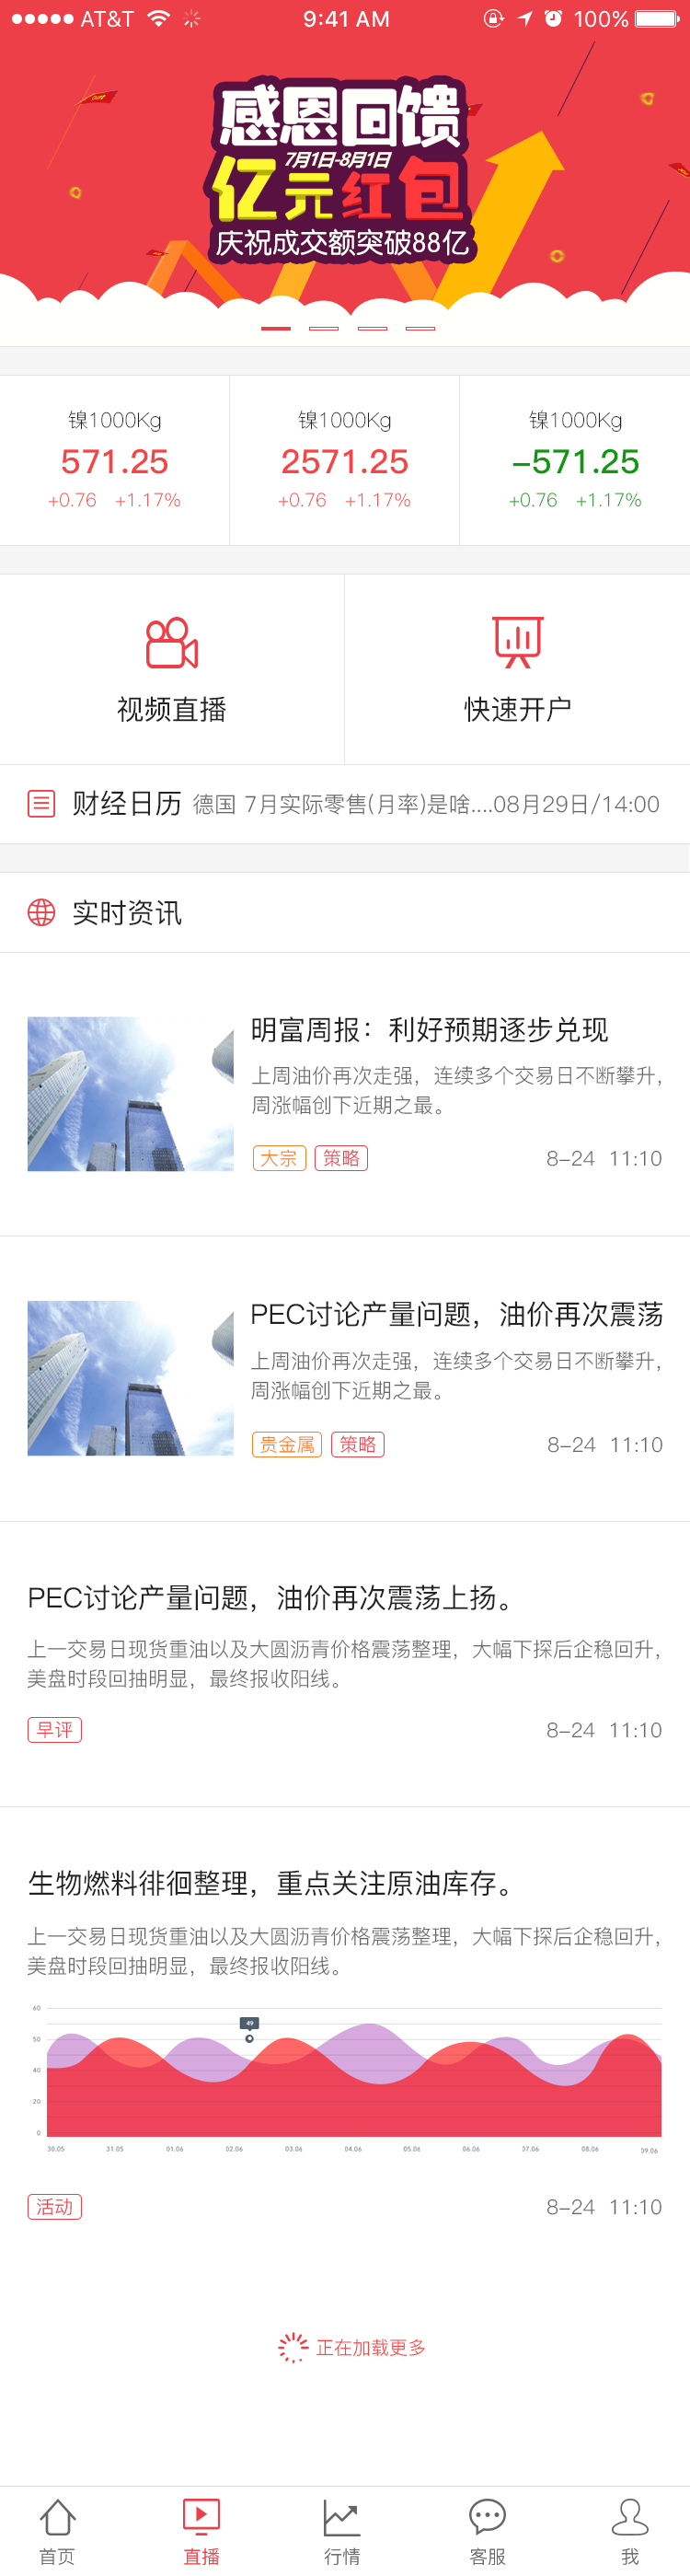 AT&T 9:41 AM 100%
感恩回馈
7月1日-8月1日
亿元红包
庆祝成交额突破88亿
镍1000Kg 镍1000Kg 镍1000Kg
571.25 2571.25 -571.25
+0.76 +1.17% +0.76 +1.17% +0.76 +1.17%
视频直播 快速开户
财经日历 德国 7月实际零售(月率)是啥....08月29日/14:00
实时资讯
明富周报：利好预期逐步兑现
上周油价再次走强，连续多个交易日不断攀升，
周涨幅创下近期之最。
大宗 策略 8-24 11:10
PEC讨论产量问题，油价再次震荡
上周油价再次走强，连续多个交易日不断攀升，
周涨幅创下近期之最。
贵金属 策略 8-24 11:10
PEC讨论产量问题，油价再次震荡上扬。
上一交易日现货重油以及大圆沥青价格震荡整理，大幅下探后企稳回升，
美盘时段回抽明显，最终报收阳线。
早评 8-24 11:10
生物燃料徘徊整理，重点关注原油库存。
上一交易日现货重油以及大圆沥青价格震荡整理，大幅下探后企稳回升，
美盘时段回抽明显，最终报收阳线。
60
49
50
40
20
0
30.05 31.05 01.06 02.06 03.06 04.06 05.06 06.06 07.06 08.06 09.06
活动 8-24 11:10
正在加载更多
首页 直播 行情 客服 我